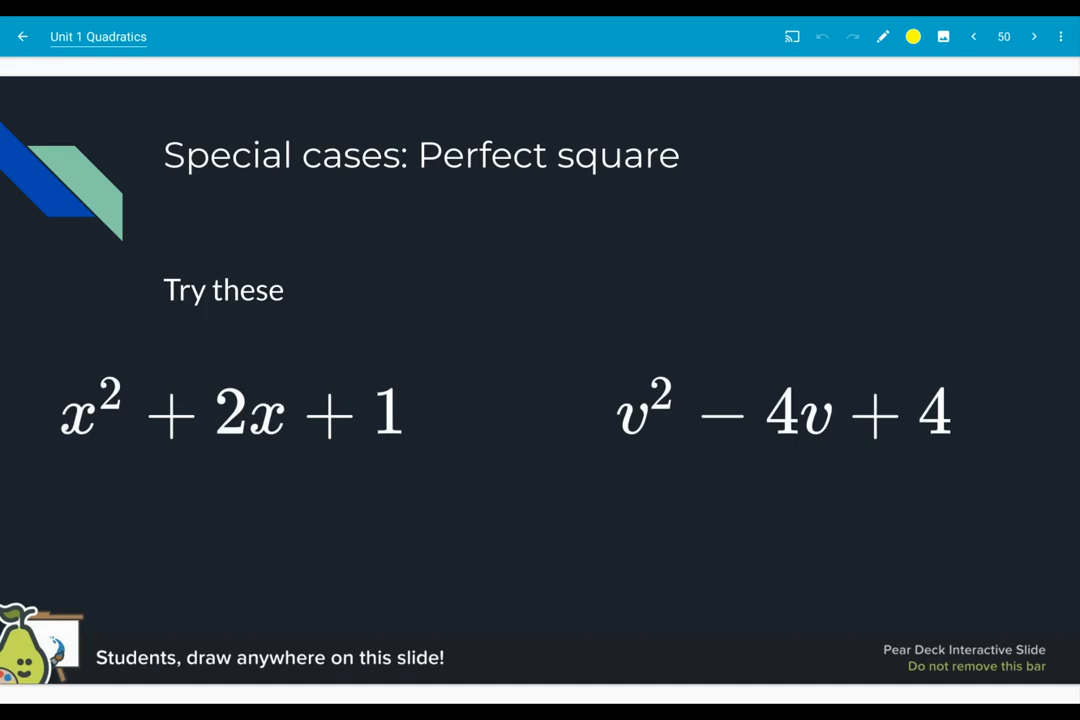 Unit 1 Quadratics
50
Special cases: Perfect square
Try these
x² + 2x + 1
v² − 4v + 4
Students, draw anywhere on this slide!
Pear Deck Interactive Slide
Do not remove this bar